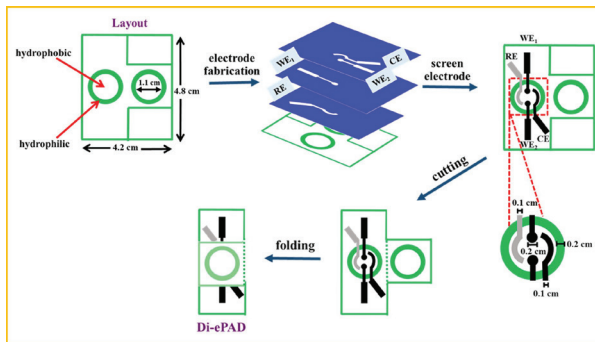 Layout
hydrophobic
hydrophilic
1.1 cm
4.8 cm
4.2 cm
electrode
fabrication
WE₁
CE
RE
WE₂
screen
electrode
WE₁
RE
WE₂
CE
cutting
0.1 cm
0.2 cm
0.2 cm
0.1 cm
folding
Di-ePAD